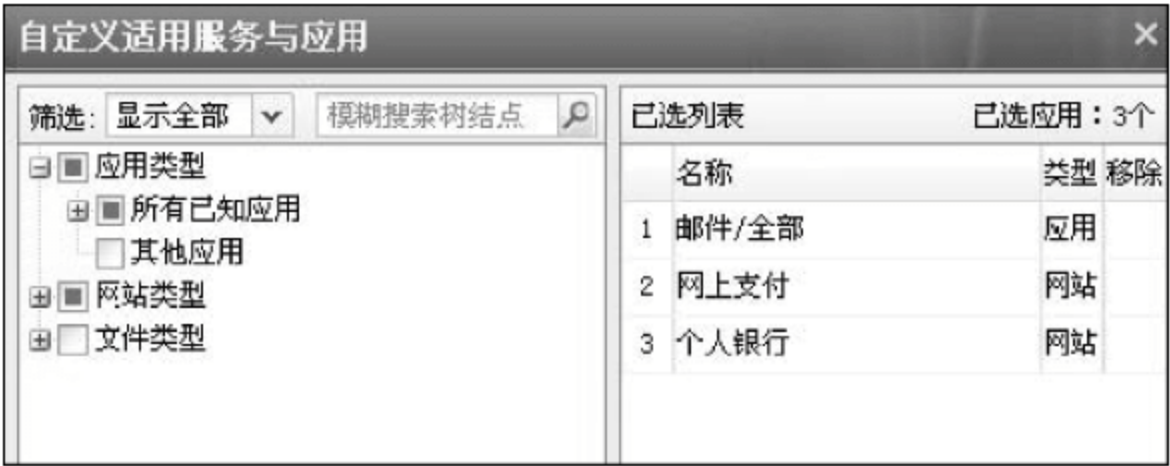 自定义适用服务与应用
筛选: 显示全部 模糊搜索树结点
应用类型
所有已知应用
其他应用
网站类型
文件类型
已选列表 已选应用：3个
名称 类型 移除
1 邮件/全部 应用
2 网上支付 网站
3 个人银行 网站